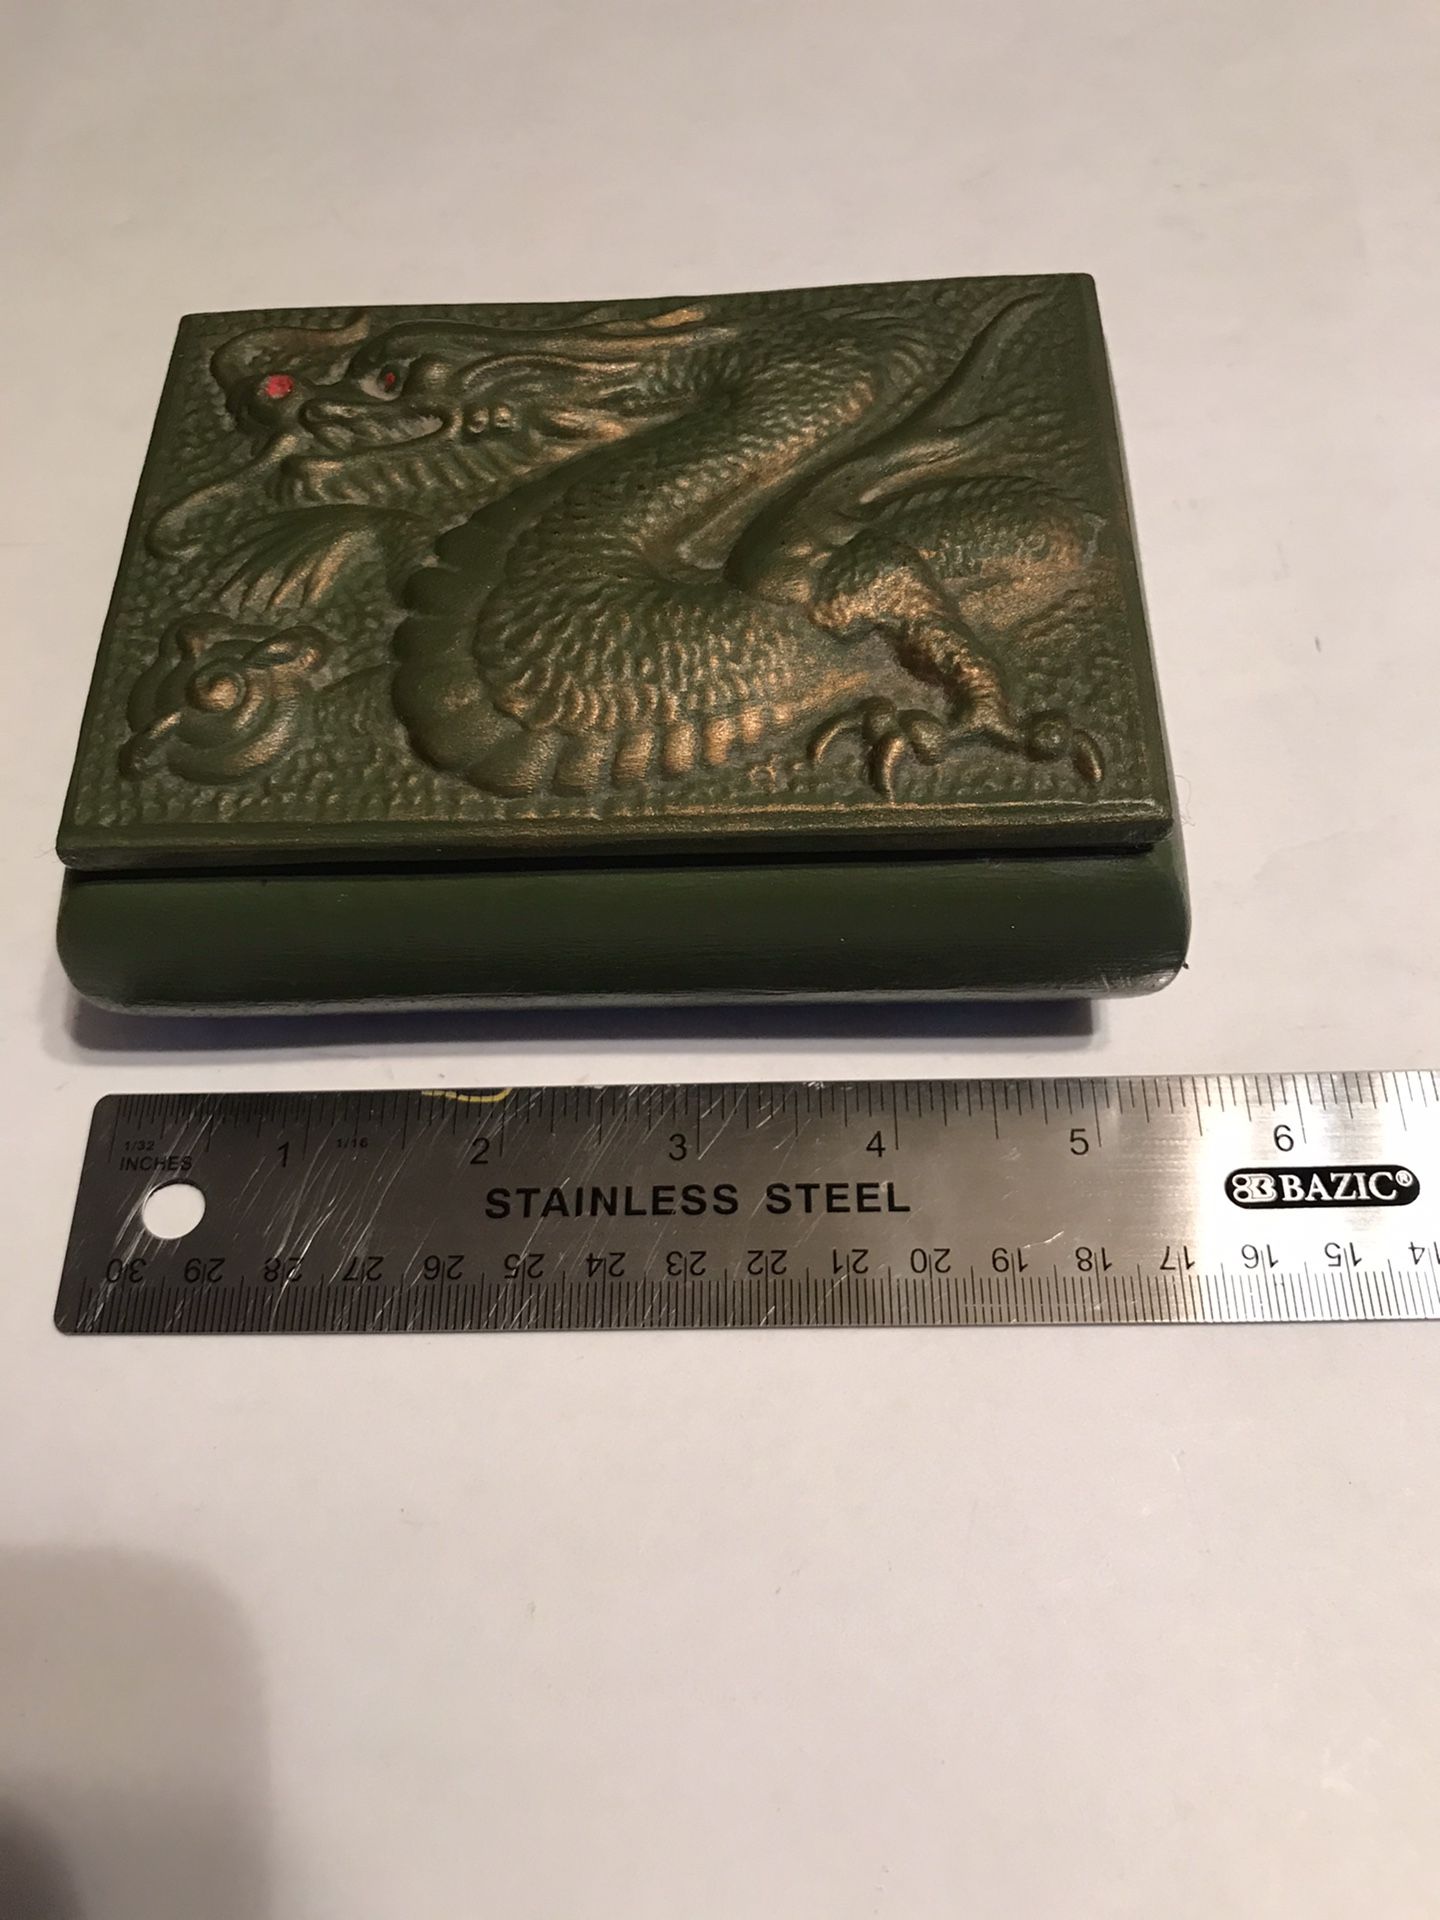 1/32 1 1/16 2 3 4 5 6
INCHES
STAINLESS STEEL BAZIC®
30 29 28 27 26 25 24 23 22 21 20 19 18 17 16 15 14